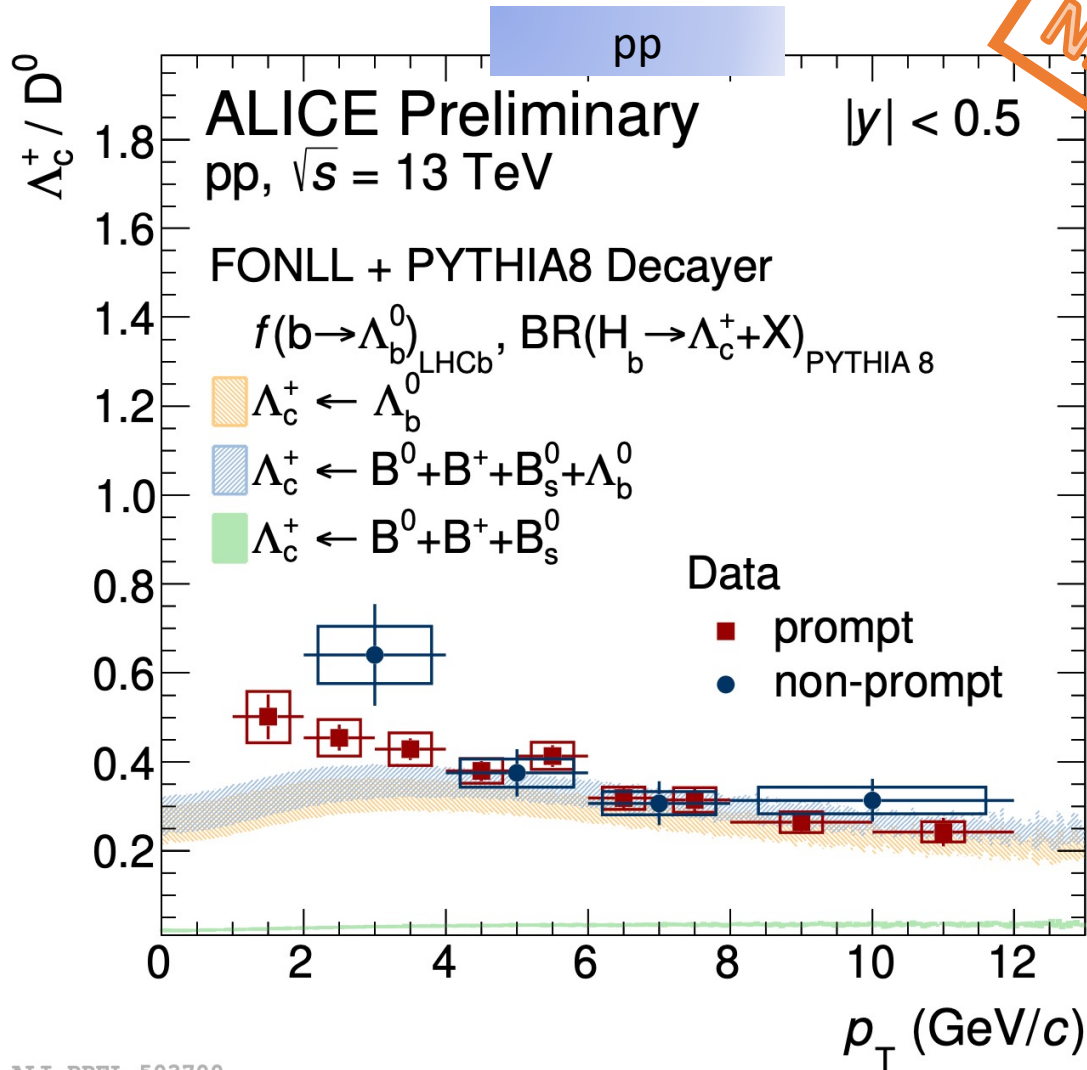 pp
Λc+ / D0
ALICE Preliminary
|y| < 0.5
pp, √s = 13 TeV
FONLL + PYTHIA8 Decayer
f(b→Λb0)LHCb, BR(Hb→Λc++X)PYTHIA 8
Λc+ ← Λb0
Λc+ ← B0+B++Bs0+Λb0
Λc+ ← B0+B++Bs0
Data
prompt
non-prompt
1.8
1.6
1.4
1.2
1.0
0.8
0.6
0.4
0.2
0 2 4 6 8 10 12
pT (GeV/c)